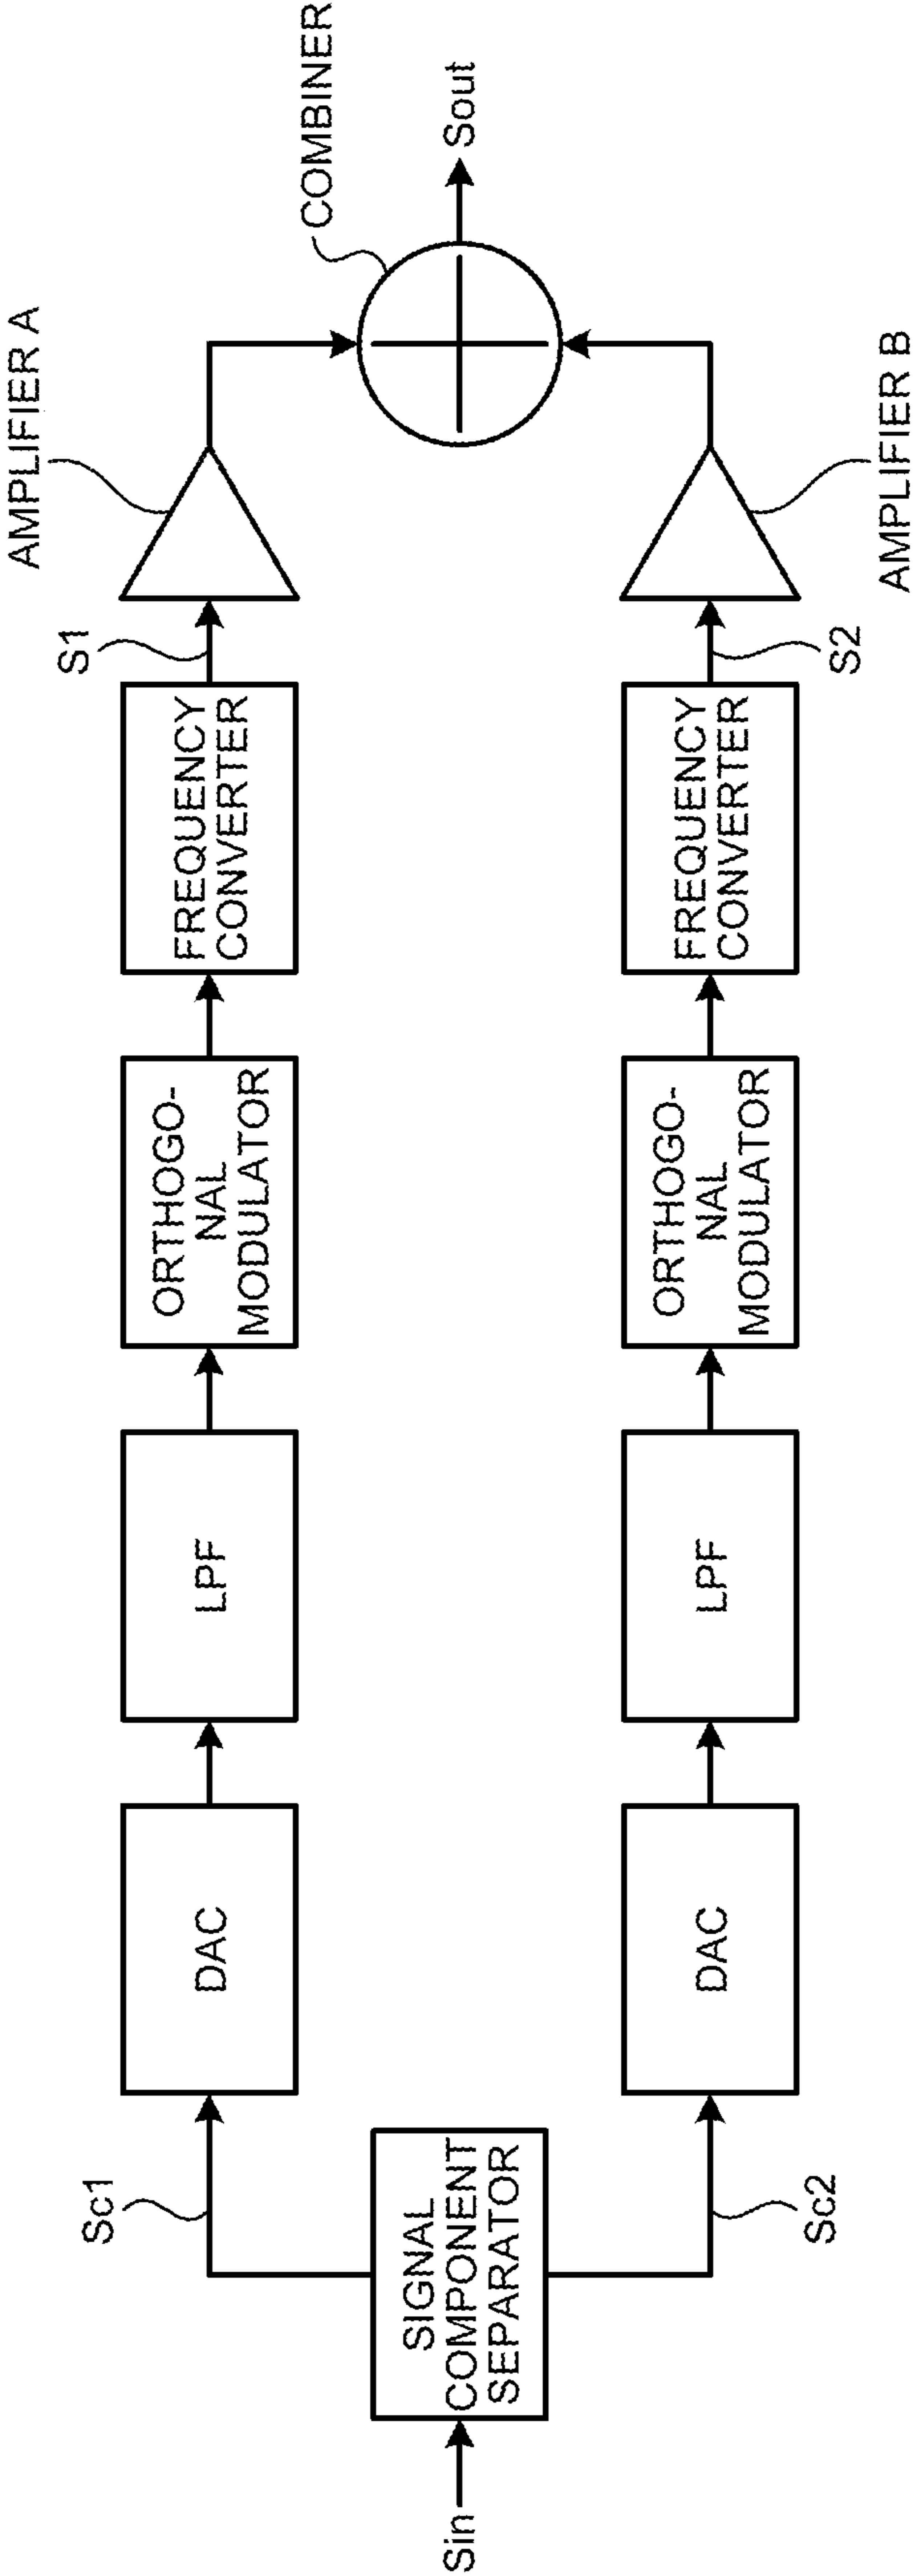 Sin
SIGNAL
COMPONENT
SEPARATOR
Sc1
DAC
LPF
ORTHOGO-
NAL
MODULATOR
FREQUENCY
CONVERTER
S1
AMPLIFIER A
COMBINER
Sout
Sc2
DAC
LPF
ORTHOGO-
NAL
MODULATOR
FREQUENCY
CONVERTER
S2
AMPLIFIER B